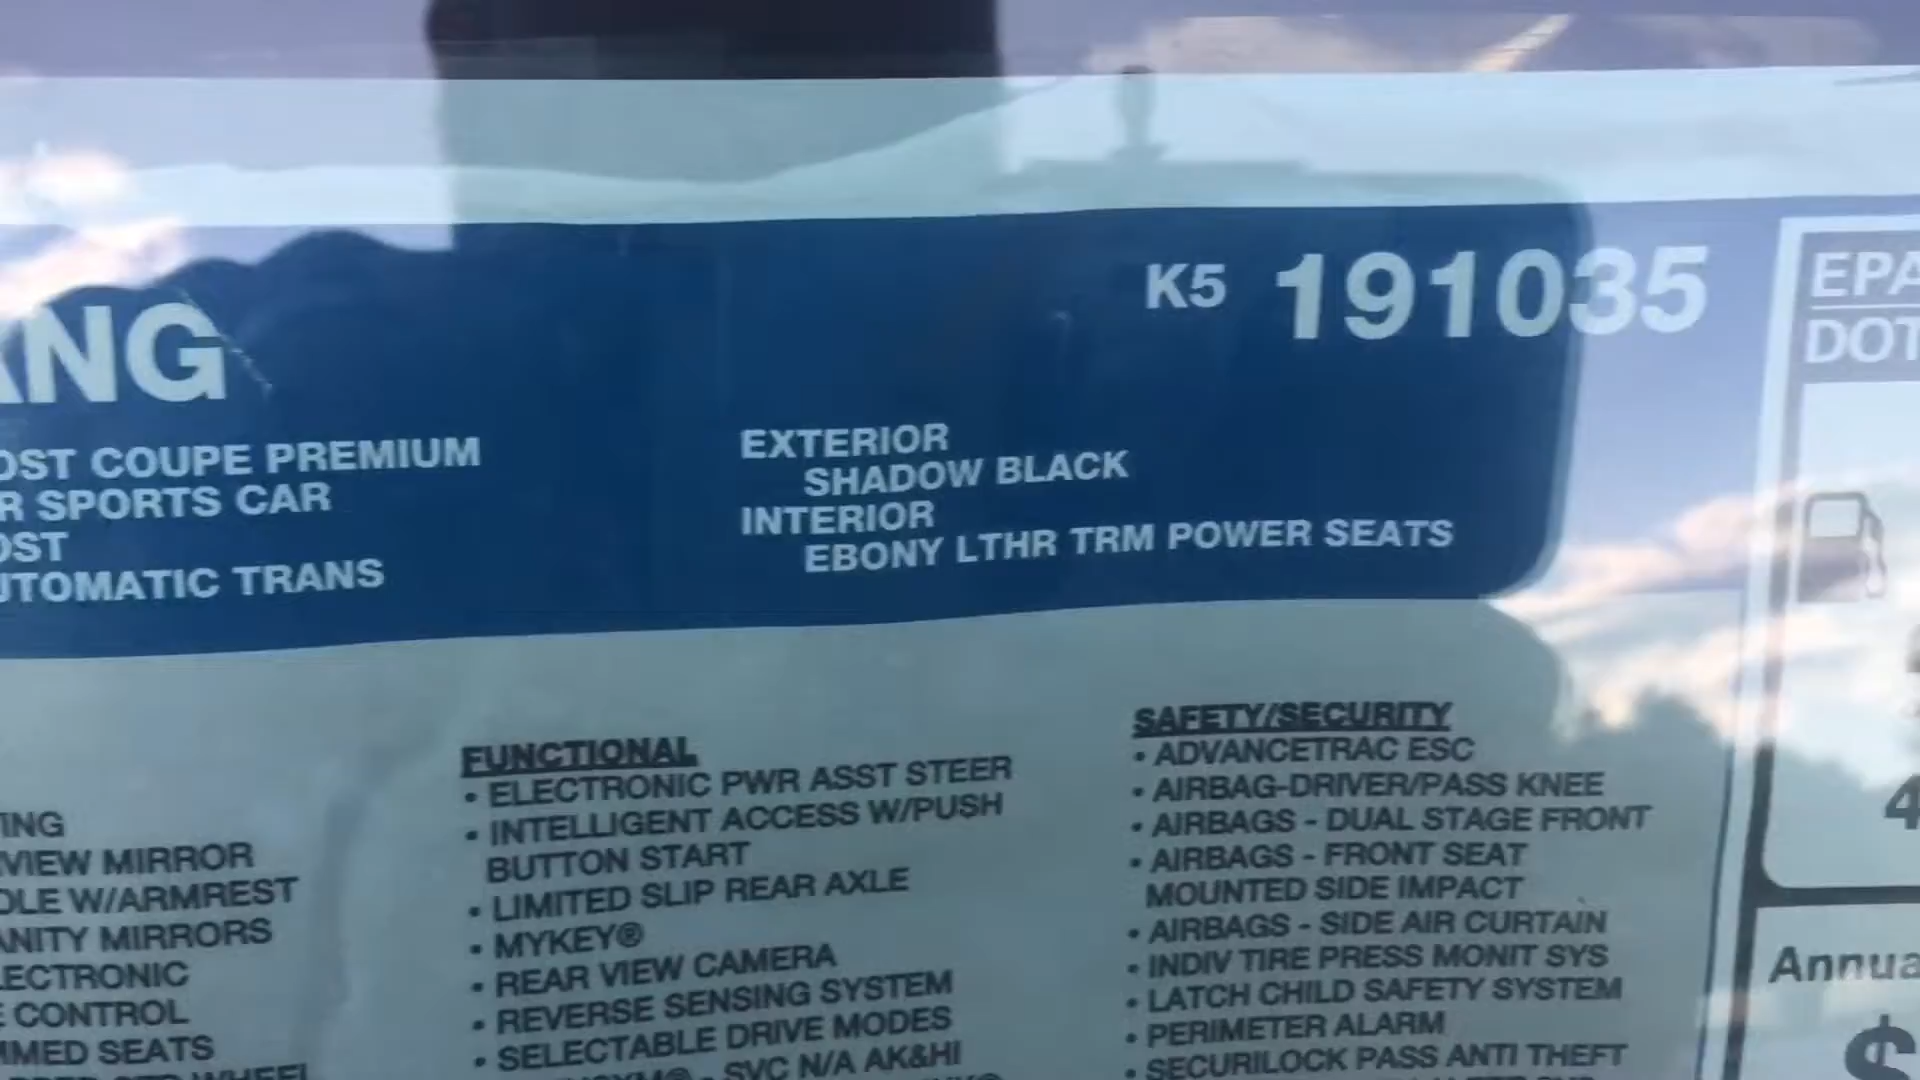 K5 191035
EPA
DOT
ANG
OST COUPE PREMIUM
R SPORTS CAR
OST
UTOMATIC TRANS
EXTERIOR
SHADOW BLACK
INTERIOR
EBONY LTHR TRM POWER SEATS
ING
VIEW MIRROR
OLE W/ARMREST
ANITY MIRRORS
LECTRONIC
E CONTROL
MMED SEATS
FUNCTIONAL
• ELECTRONIC PWR ASST STEER
• INTELLIGENT ACCESS W/PUSH
BUTTON START
• LIMITED SLIP REAR AXLE
• MYKEY®
• REAR VIEW CAMERA
• REVERSE SENSING SYSTEM
• SELECTABLE DRIVE MODES
- SVC N/A AK&HI
SAFETY/SECURITY
• ADVANCETRAC ESC
• AIRBAG-DRIVER/PASS KNEE
• AIRBAGS - DUAL STAGE FRONT
• AIRBAGS - FRONT SEAT
MOUNTED SIDE IMPACT
• AIRBAGS - SIDE AIR CURTAIN
• INDIV TIRE PRESS MONIT SYS
• LATCH CHILD SAFETY SYSTEM
• PERIMETER ALARM
• SECURILOCK PASS ANTI THEFT
4
Annua
$